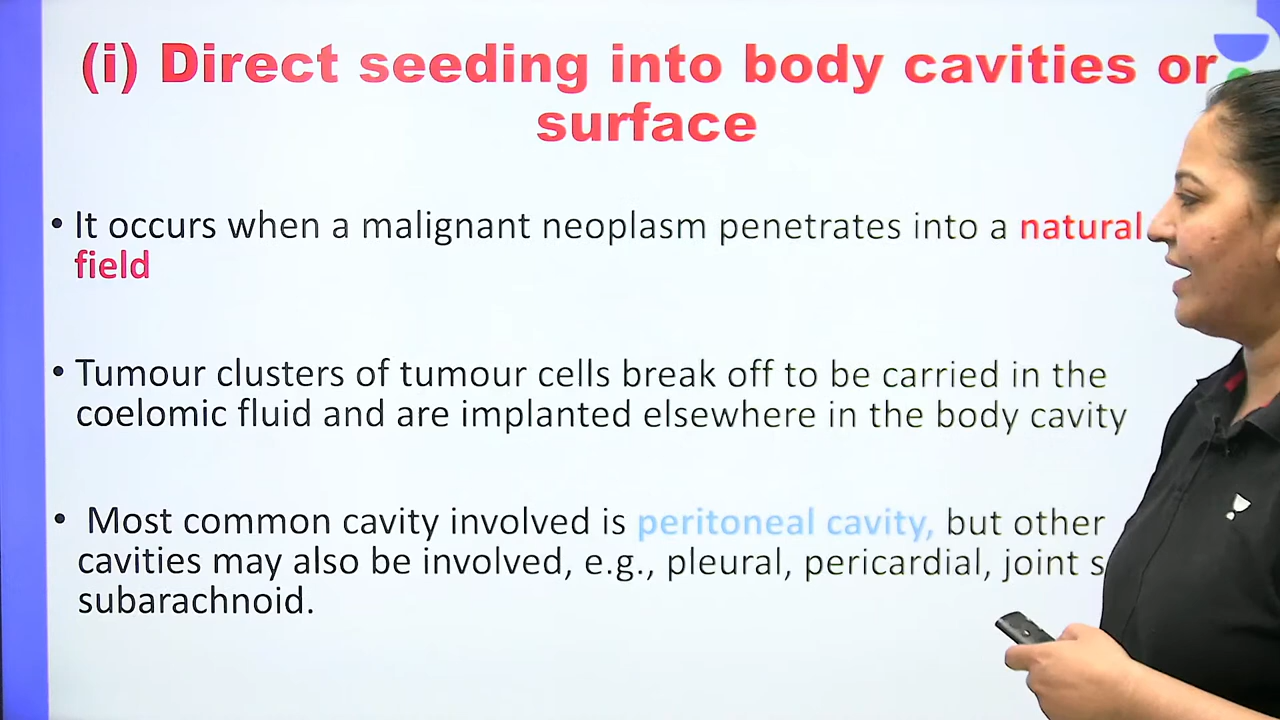 (i) Direct seeding into body cavities or
surface
• It occurs when a malignant neoplasm penetrates into a natural
field
• Tumour clusters of tumour cells break off to be carried in the
coelomic fluid and are implanted elsewhere in the body cavity
• Most common cavity involved is peritoneal cavity, but other
cavities may also be involved, e.g., pleural, pericardial, joint
subarachnoid.